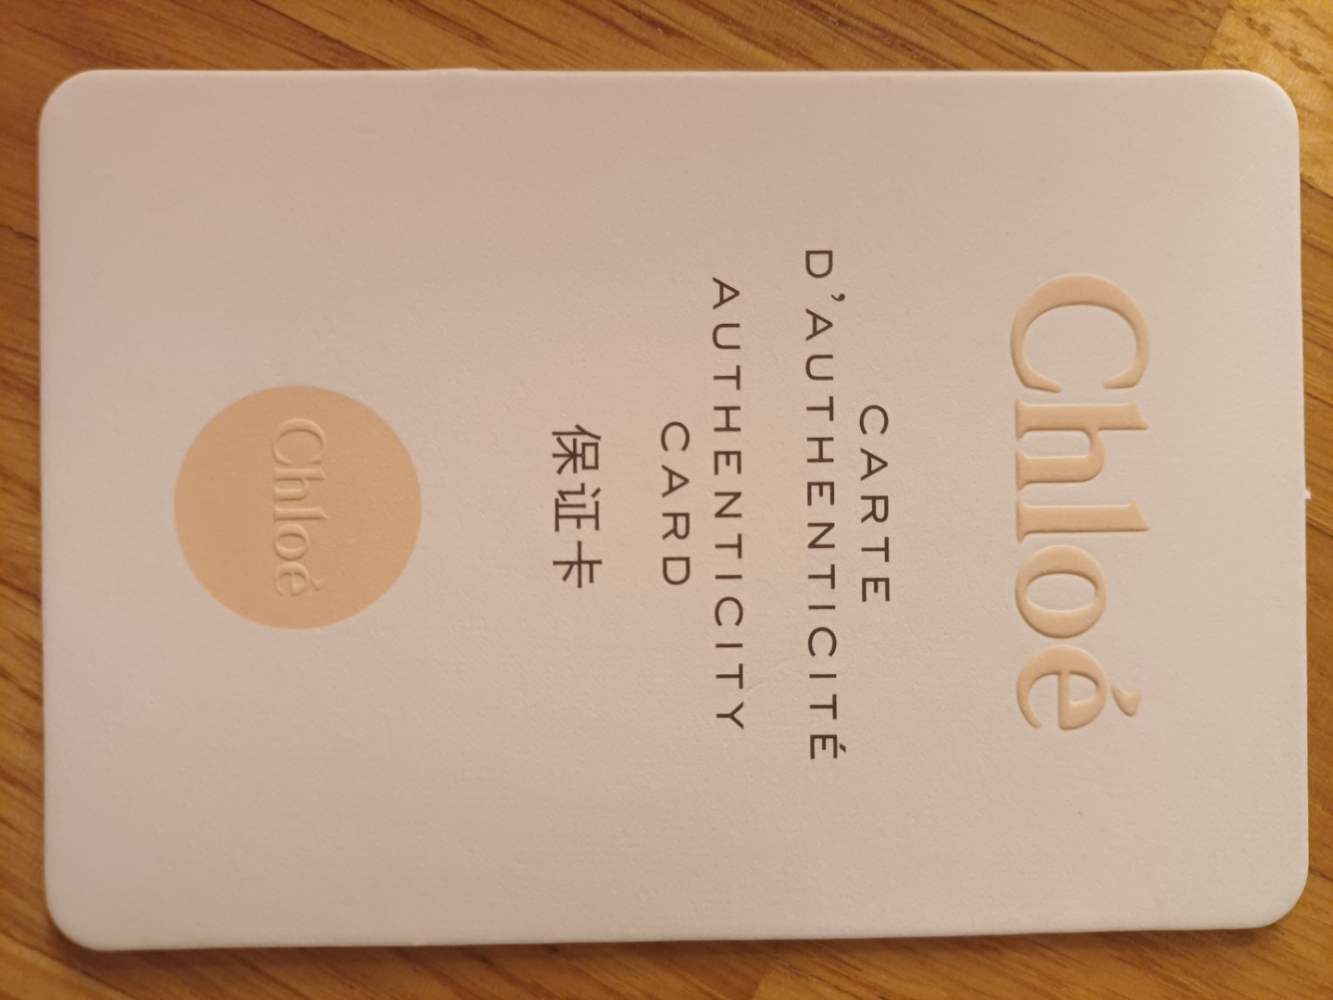 Chloé
CARTE
D'AUTHENTICITÉ
AUTHENTICITY
CARD
保证卡
Chloé